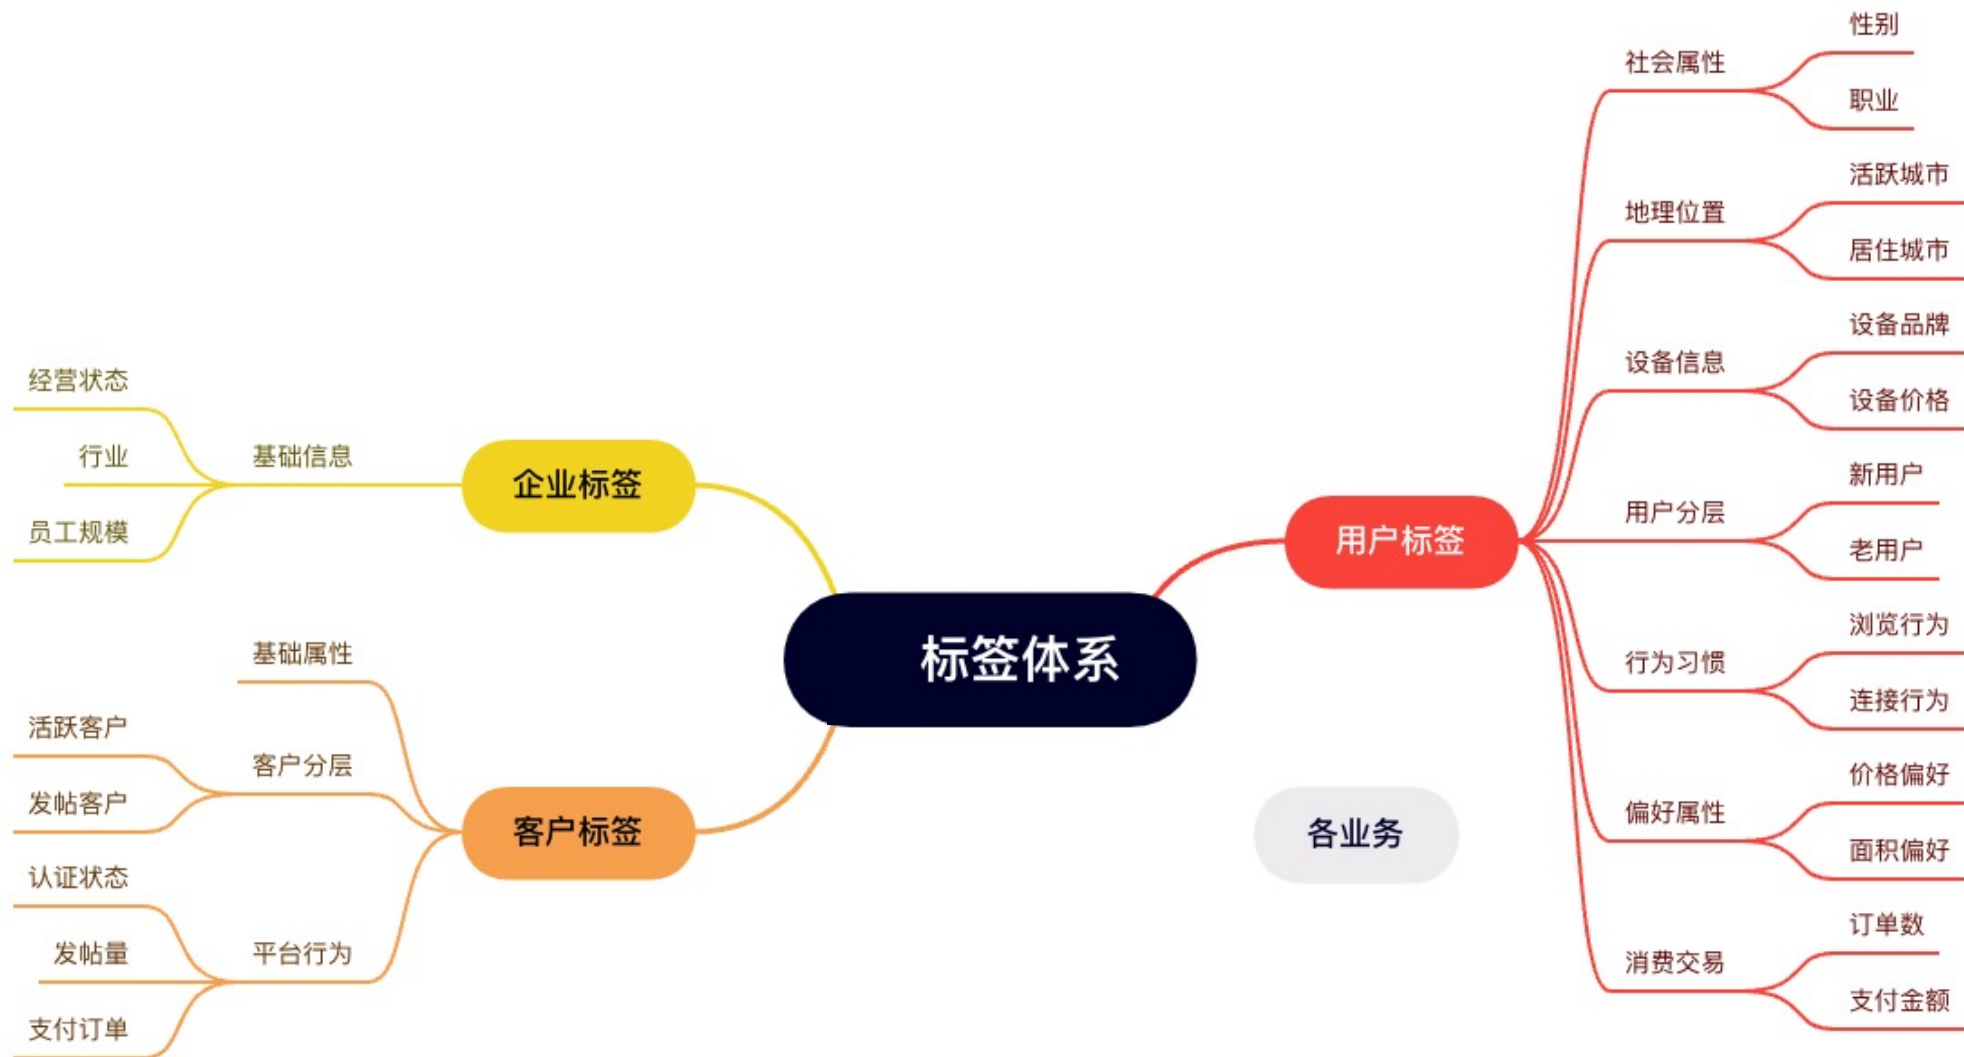 标签体系
企业标签
基础信息
经营状态
行业
员工规模
客户标签
基础属性
客户分层
活跃客户
发帖客户
平台行为
认证状态
发帖量
支付订单
用户标签
社会属性
性别
职业
地理位置
活跃城市
居住城市
设备信息
设备品牌
设备价格
用户分层
新用户
老用户
行为习惯
浏览行为
连接行为
偏好属性
价格偏好
面积偏好
消费交易
订单数
支付金额
各业务